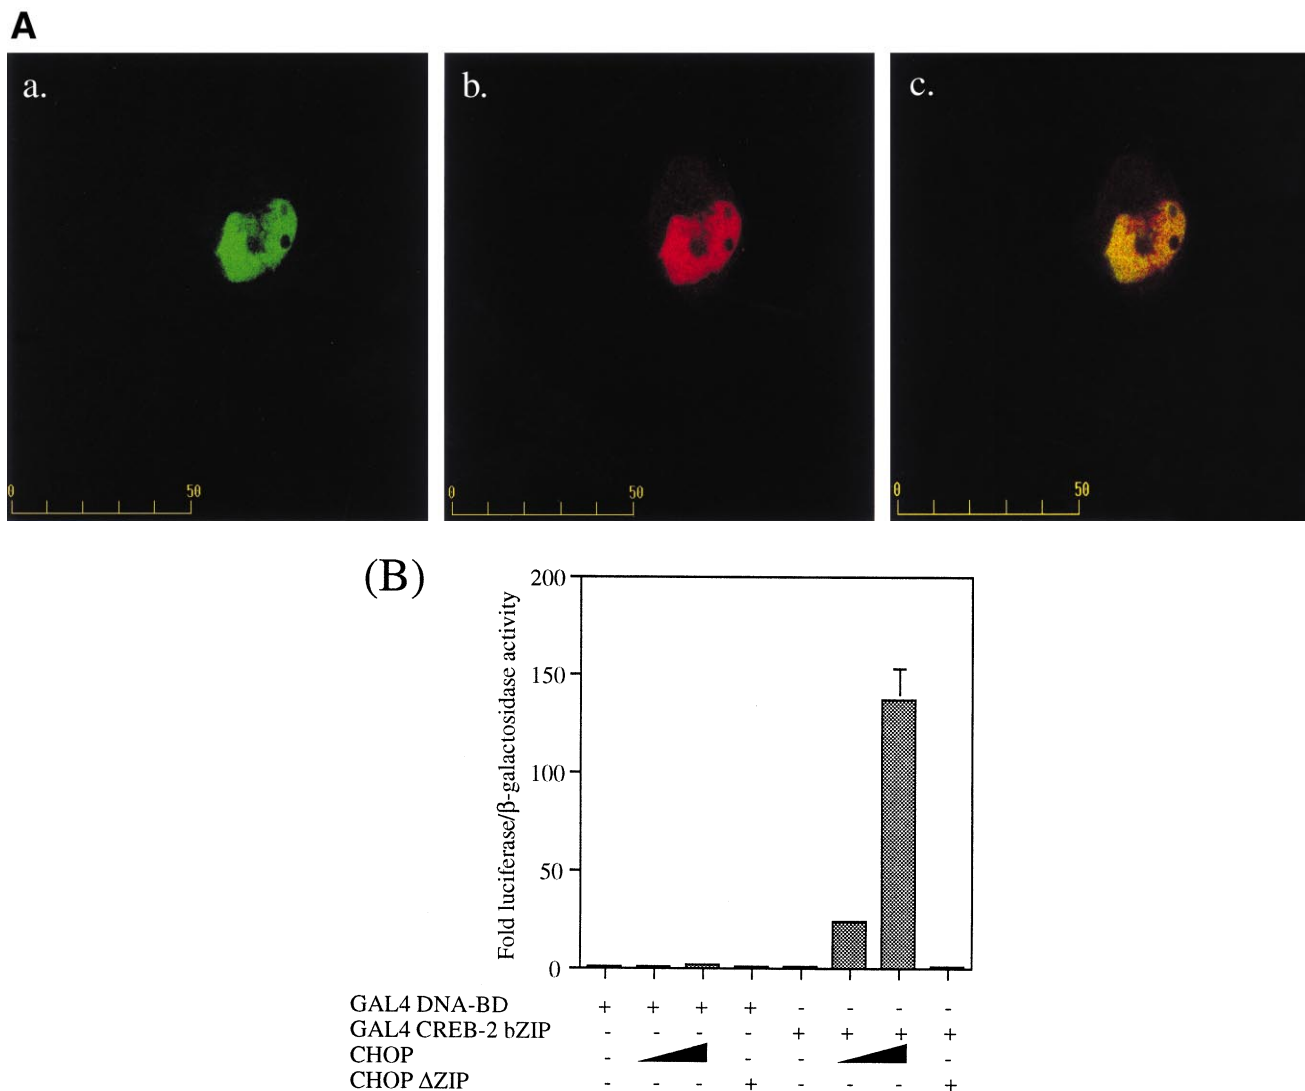 A
a.
b.
c.
0 50
0 50
0 50
(B)
Fold luciferase/β-galactosidase activity
200
150
100
50
0
GAL4 DNA-BD + + + + - - - -
GAL4 CREB-2 bZIP - - - - + + + +
CHOP - - - -
CHOP ΔZIP - - - + - - - +